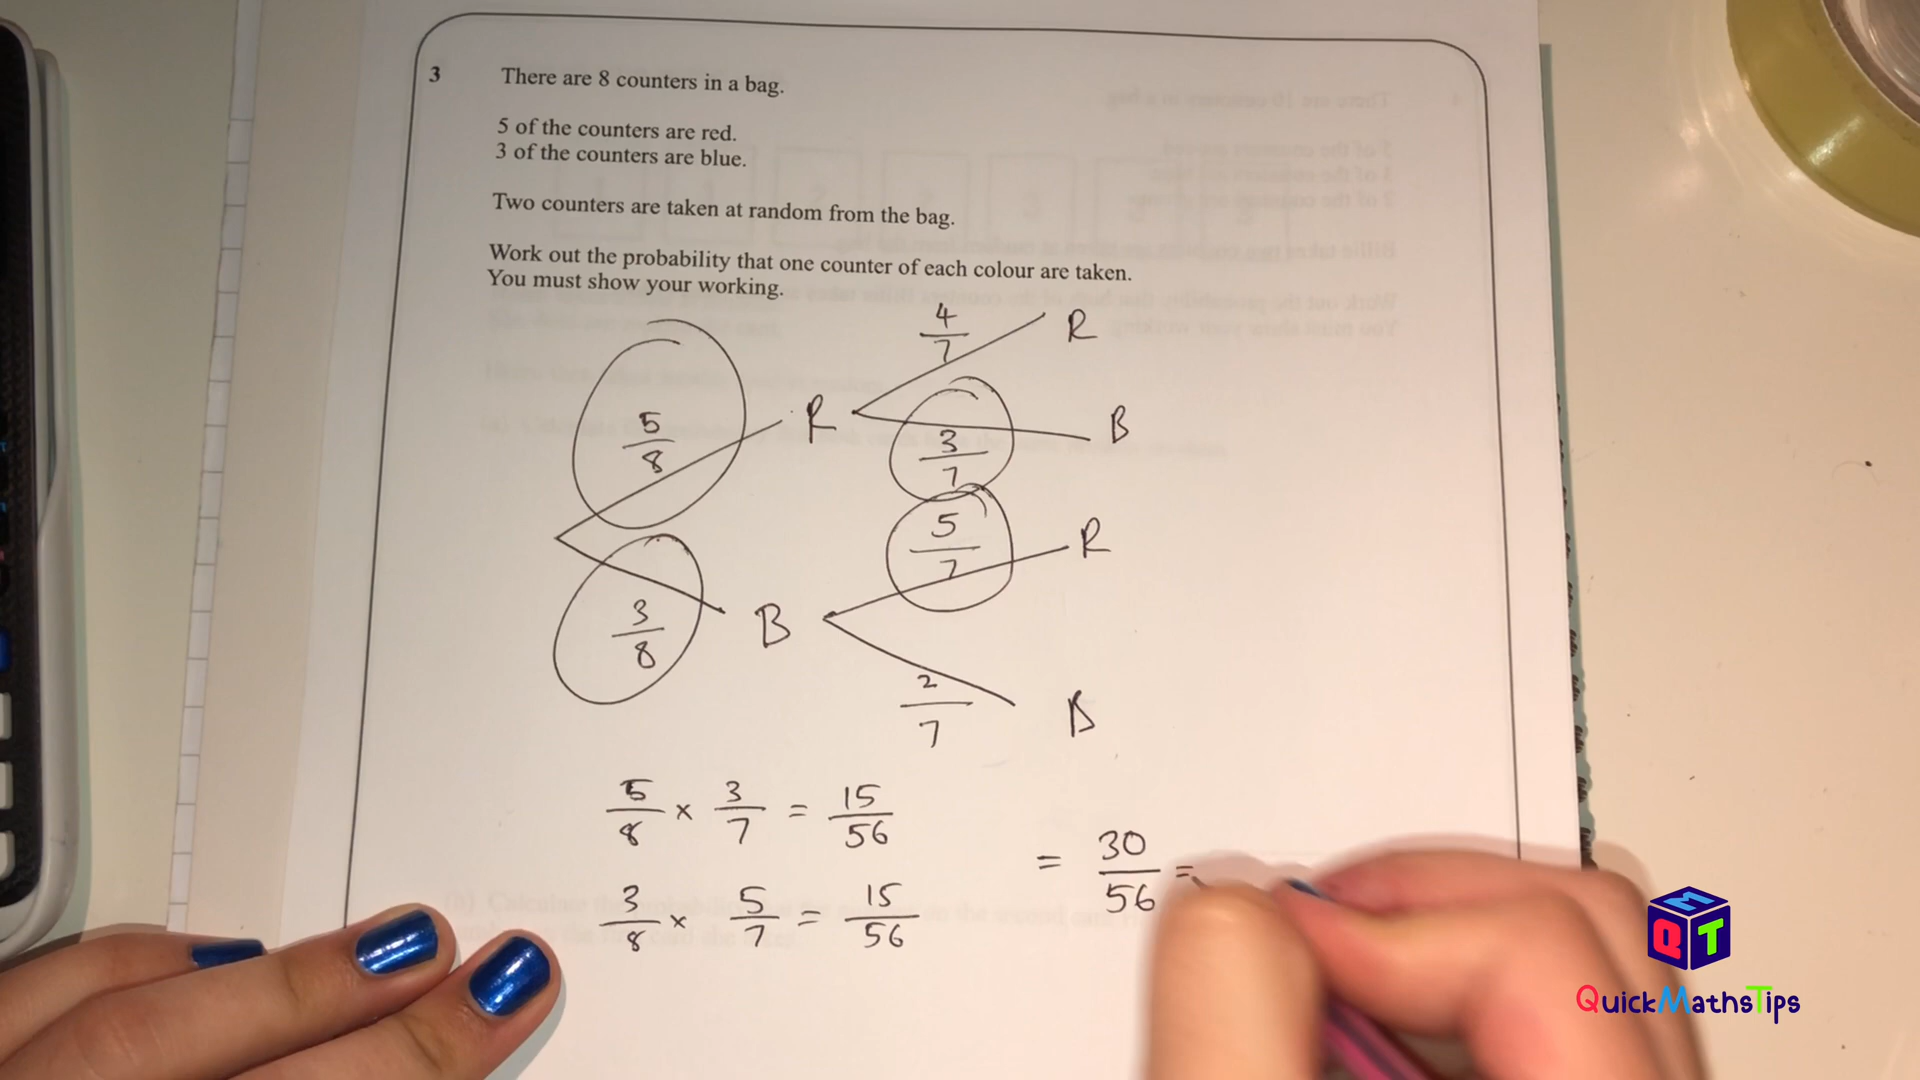 3 There are 8 counters in a bag.
5 of the counters are red.
3 of the counters are blue.
Two counters are taken at random from the bag.
Work out the probability that one counter of each colour are taken.
You must show your working.
4/7 R
5/8 R
3/7 B
5/7 R
3/8 B
2/7 B
5/8 × 3/7 = 15/56
3/8 × 5/7 = 15/56
= 30/56 =
QMT
QuickMathsTips